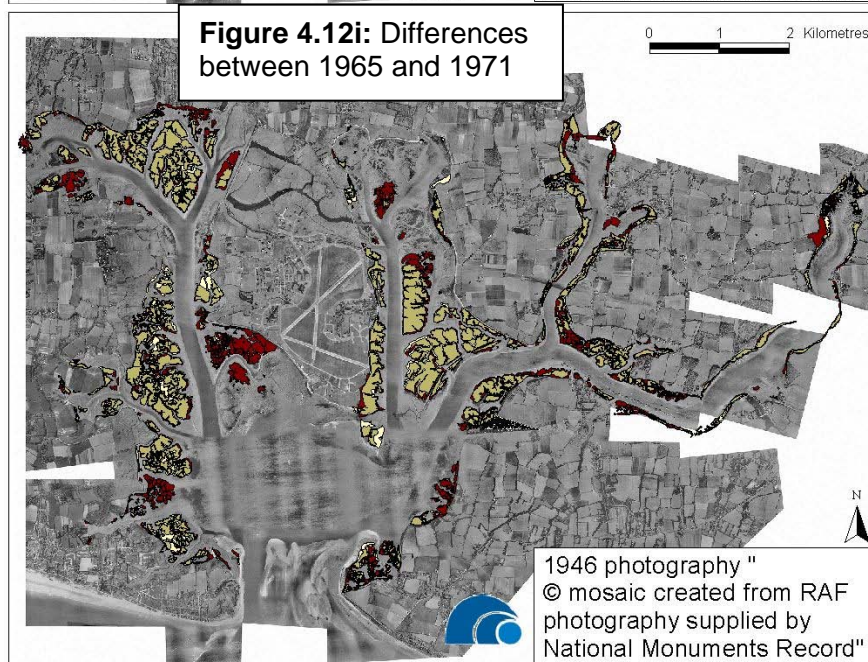 Figure 4.12i: Differences
between 1965 and 1971
0 1 2 Kilometres
N
1946 photography "
© mosaic created from RAF
photography supplied by
National Monuments Record"